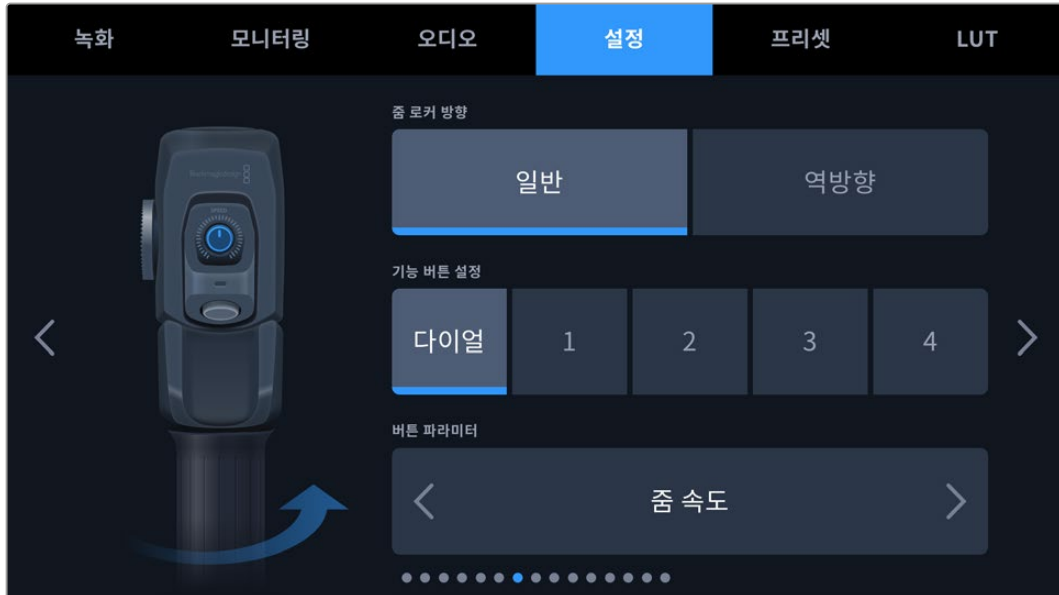 녹화 모니터링 오디오 설정 프리셋 LUT
줌 로커 방향
일반 역방향
기능 버튼 설정
다이얼 1 2 3 4
버튼 파라미터
줌 속도
Blackmagicdesign
SPEED